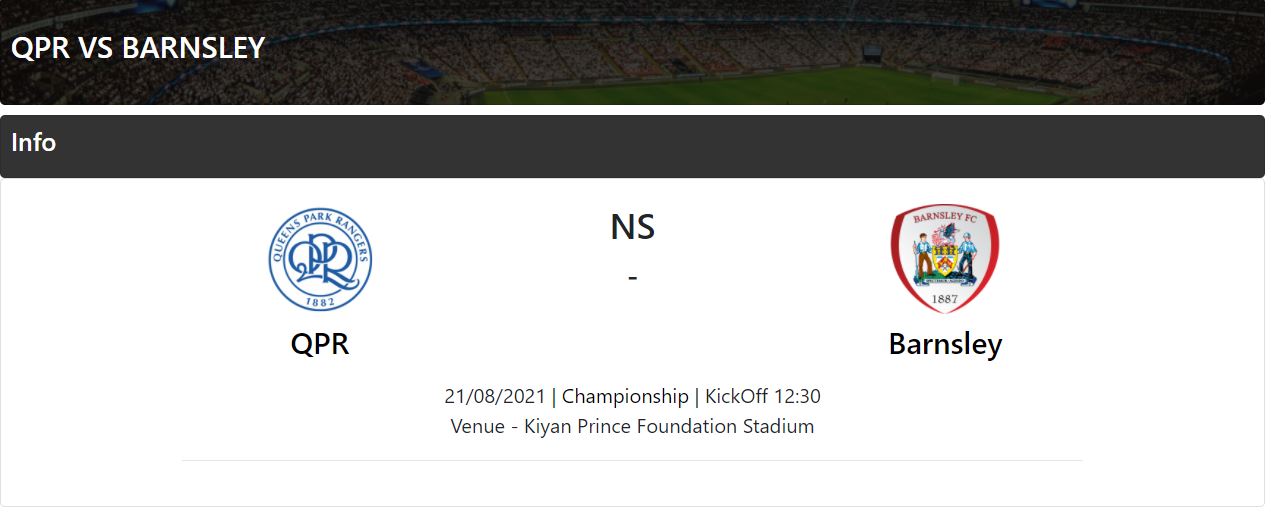 QPR VS BARNSLEY
Info
QUEENS PARK RANGERS
1882
NS
-
BARNSLEY FC
1887
QPR
Barnsley
21/08/2021 | Championship | KickOff 12:30
Venue - Kiyan Prince Foundation Stadium